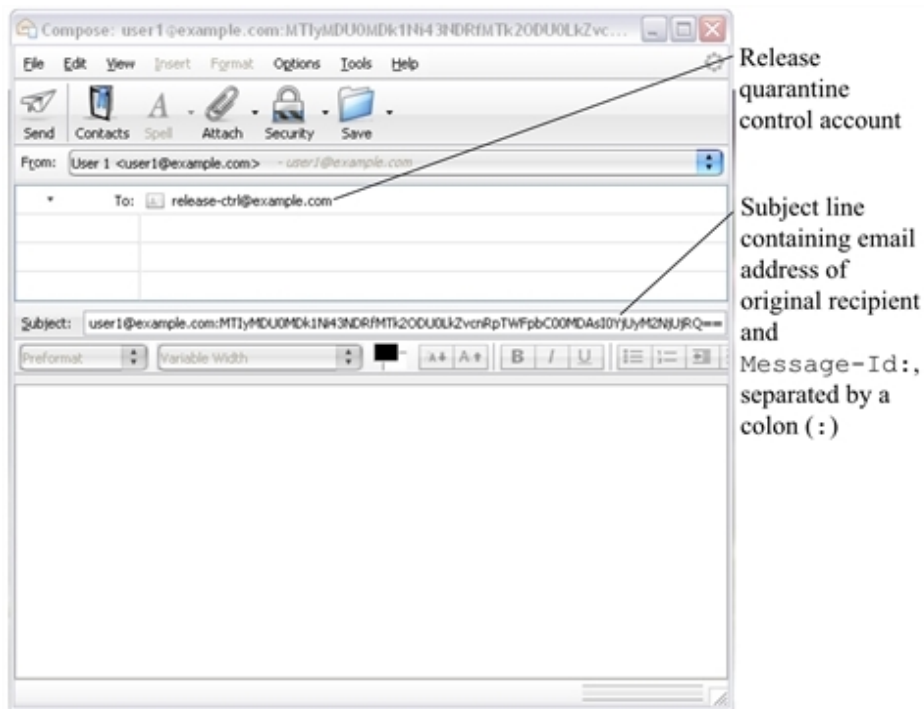 Compose: user1@example.com:MTIyMDU0MDk1Ni43NDRfMTk2ODU0LkZvc...
File Edit View Insert Format Options Tools Help
Send Contacts Spell Attach Security Save
From: User 1 <user1@example.com> - user1@example.com
To: release-ctrl@example.com
Subject: user1@example.com:MTIyMDU0MDk1Ni43NDRfMTk2ODU0LkZvcnRpTWFpbC00MDAsI0YjUyM2NjUjRQ==
Preformat Variable Width
A A B I U
Release
quarantine
control account
Subject line
containing email
address of
original recipient
and
Message-Id:,
separated by a
colon (:)